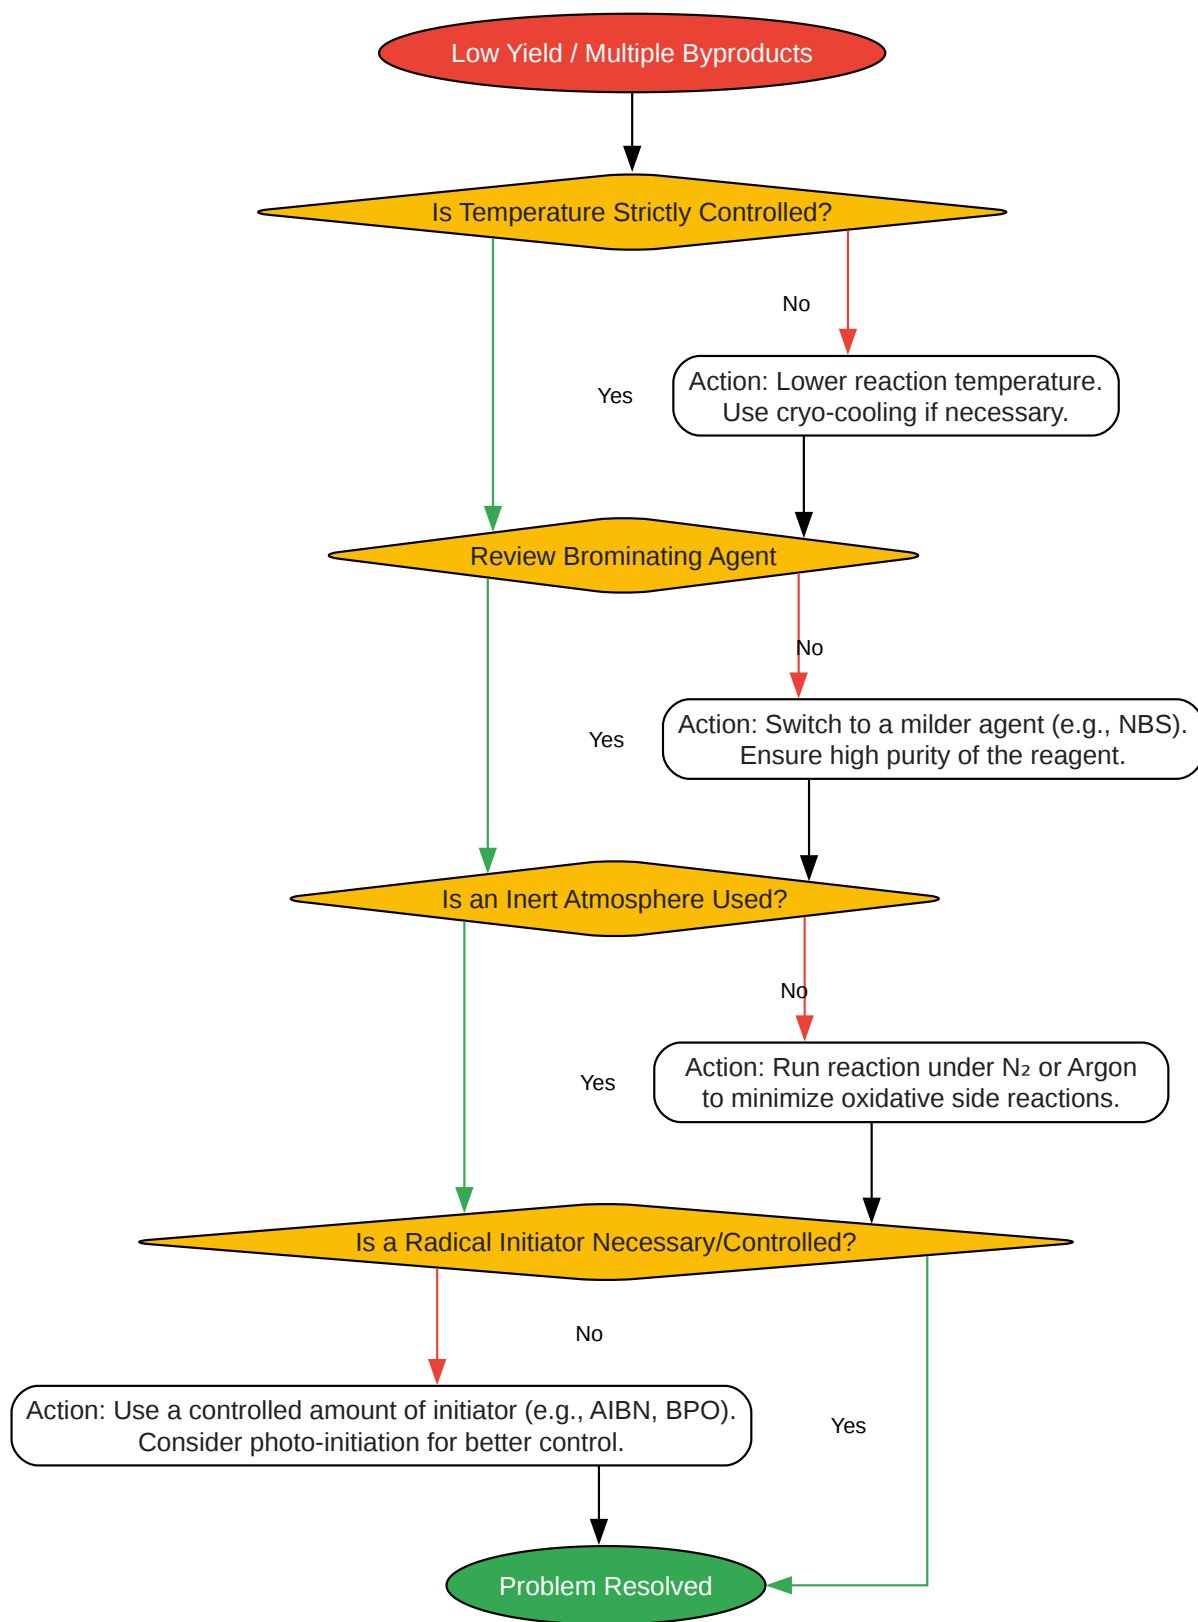 Low Yield / Multiple Byproducts
Is Temperature Strictly Controlled?
No
Action: Lower reaction temperature.
Use cryo-cooling if necessary.
Yes
Review Brominating Agent
No
Action: Switch to a milder agent (e.g., NBS).
Ensure high purity of the reagent.
Yes
Is an Inert Atmosphere Used?
No
Action: Run reaction under N₂ or Argon
to minimize oxidative side reactions.
Yes
Is a Radical Initiator Necessary/Controlled?
No
Action: Use a controlled amount of initiator (e.g., AIBN, BPO).
Consider photo-initiation for better control.
Yes
Problem Resolved